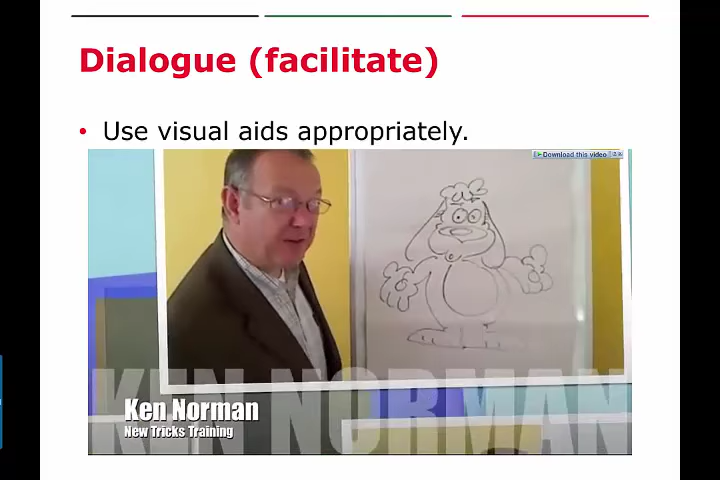 Dialogue (facilitate)
• Use visual aids appropriately.
Download this video
KEN NORMAN
Ken Norman
New Tricks Training